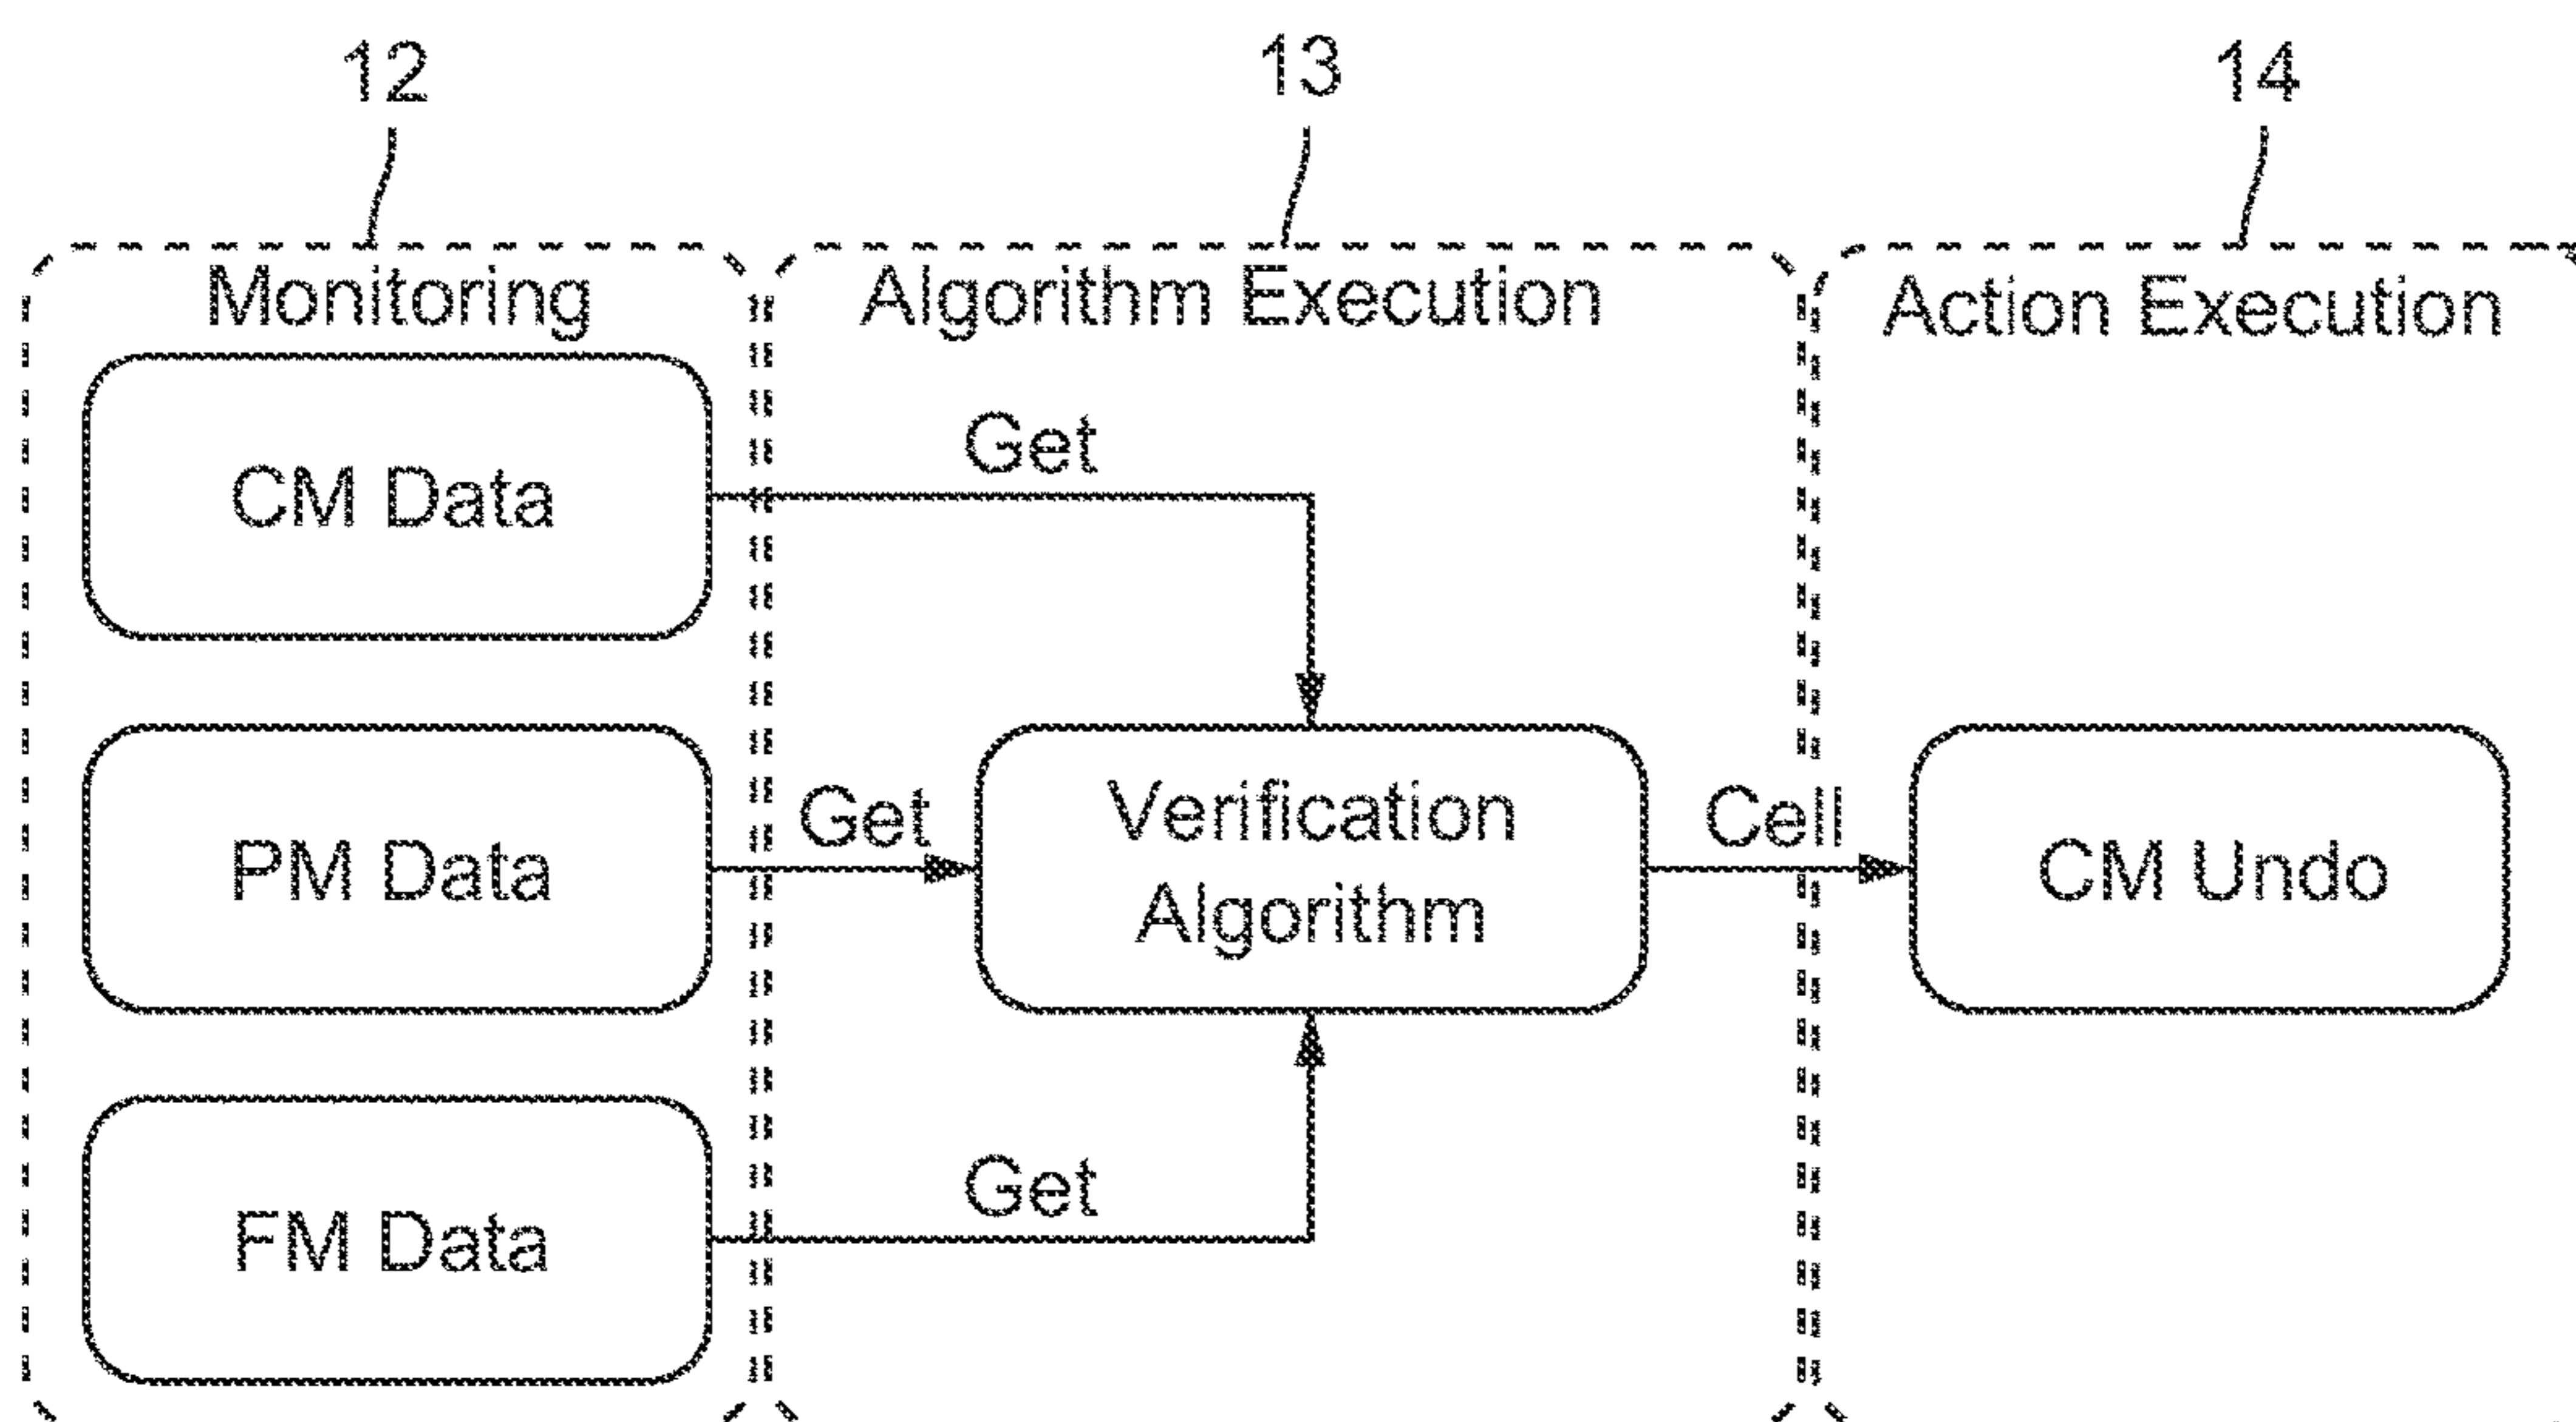 12
13
14
Monitoring
Algorithm Execution
Action Execution
CM Data
Get
PM Data
Get
Verification
Algorithm
Cell
CM Undo
FM Data
Get